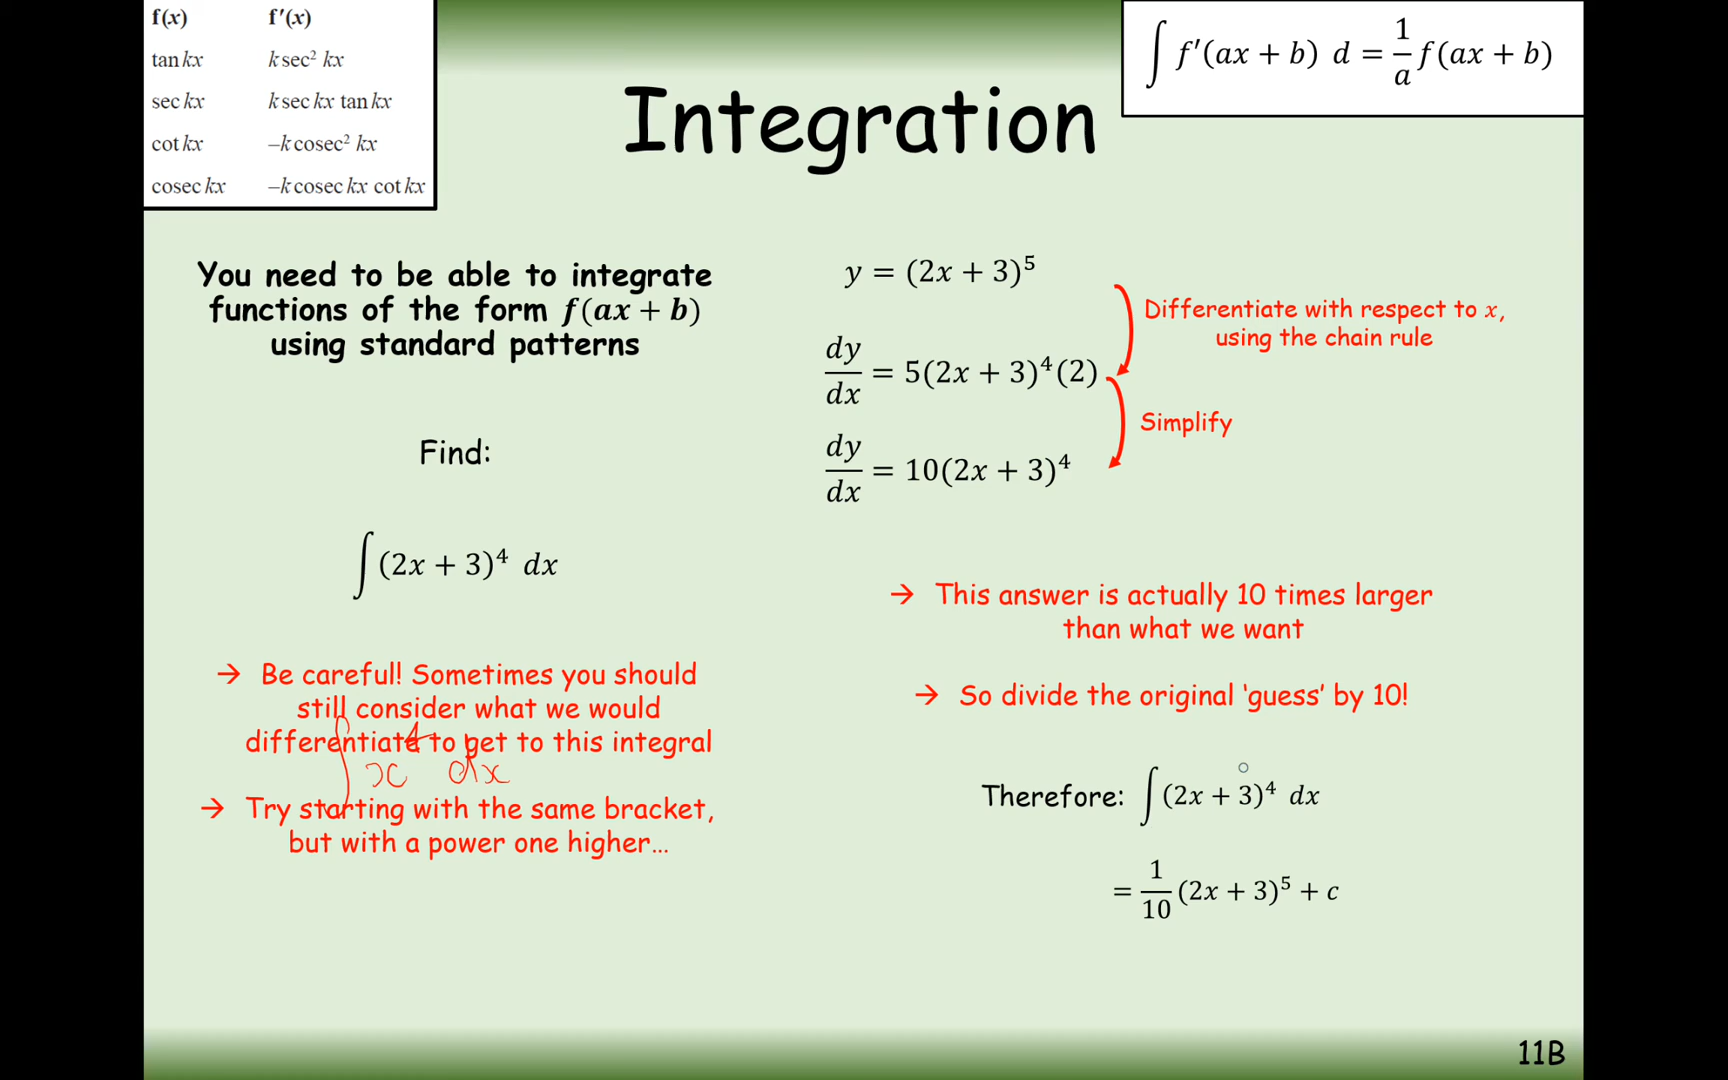 f(x) f′(x)
tan kx k sec² kx
sec kx k sec kx tan kx
cot kx –k cosec² kx
cosec kx –k cosec kx cot kx
∫ f′(ax + b) d = 1/a f(ax + b)
Integration
You need to be able to integrate
functions of the form f(ax + b)
using standard patterns
Find:
∫(2x + 3)⁴ dx
→ Be careful! Sometimes you should
still consider what we would
differentiate to get to this integral
∫ x⁴ dx
→ Try starting with the same bracket,
but with a power one higher…
y = (2x + 3)⁵
Differentiate with respect to x,
using the chain rule
dy/dx = 5(2x + 3)⁴(2)
Simplify
dy/dx = 10(2x + 3)⁴
→ This answer is actually 10 times larger
than what we want
→ So divide the original ‘guess’ by 10!
Therefore: ∫(2x + 3)⁴ dx
= 1/10 (2x + 3)⁵ + c
11B